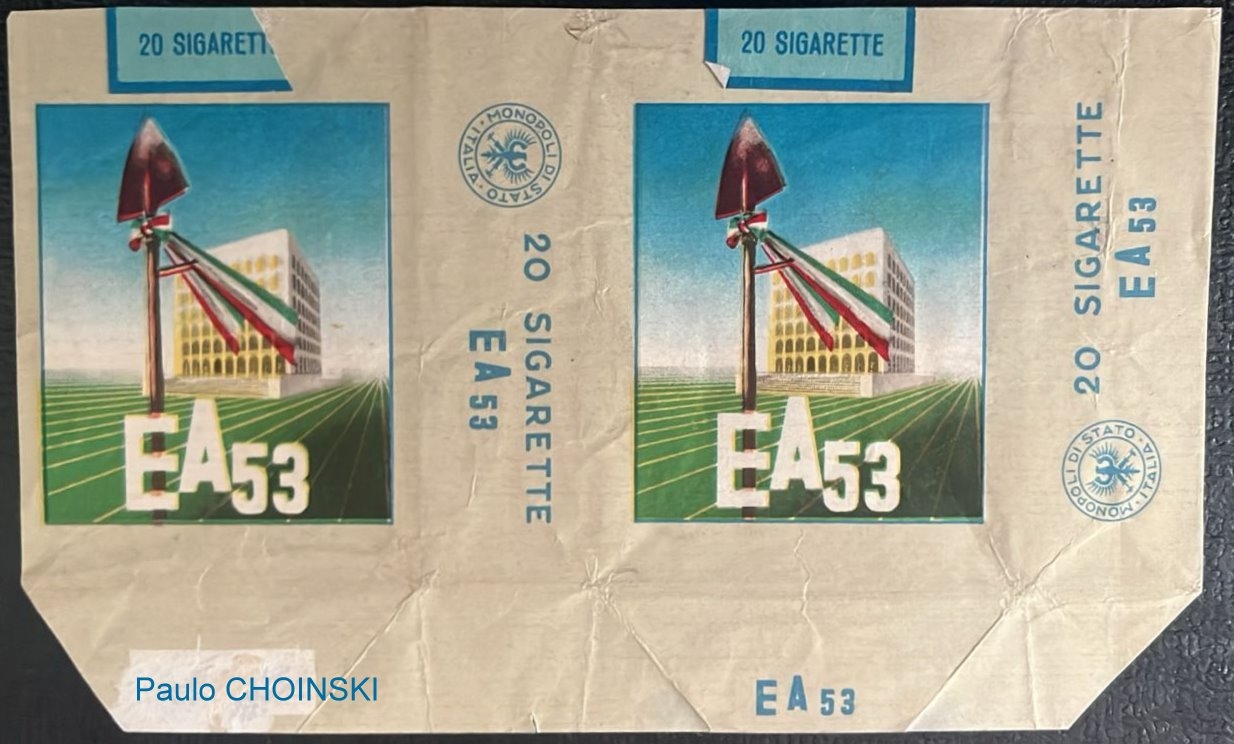 20 SIGARETT
20 SIGARETTE
MONOPOLI DI STATO · ITALIA ·
20 SIGARETTE
EA 53
EA53
EA53
20 SIGARETTE
EA 53
MONOPOLI DI STATO · ITALIA ·
Paulo CHOINSKI
EA 53